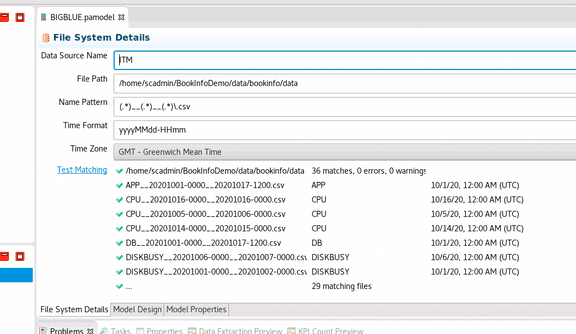 BIGBLUE.pamodel
File System Details
Data Source Name ITM
File Path /home/scadmin/BookInfoDemo/data/bookinfo/data
Name Pattern (.*)__(.*)__(.*)\.csv
Time Format yyyyMMdd-HHmm
Time Zone GMT - Greenwich Mean Time
Test Matching /home/scadmin/BookInfoDemo/data/bookinfo/data 36 matches, 0 errors, 0 warnings
APP__20201001-0000__20201017-1200.csv APP 10/1/20, 12:00 AM (UTC)
CPU__20201016-0000__20201016-0000.csv CPU 10/16/20, 12:00 AM (UTC)
CPU__20201005-0000__20201006-0000.csv CPU 10/5/20, 12:00 AM (UTC)
CPU__20201014-0000__20201015-0000.csv CPU 10/14/20, 12:00 AM (UTC)
DB__20201001-0000__20201017-1200.csv DB 10/1/20, 12:00 AM (UTC)
DISKBUSY__20201006-0000__20201007-0000.csv DISKBUSY 10/6/20, 12:00 AM (UTC)
DISKBUSY__20201001-0000__20201002-0000.csv DISKBUSY 10/1/20, 12:00 AM (UTC)
... 29 matching files
File System Details Model Design Model Properties
Problems Tasks Properties Data Extraction Preview KPI Count Preview